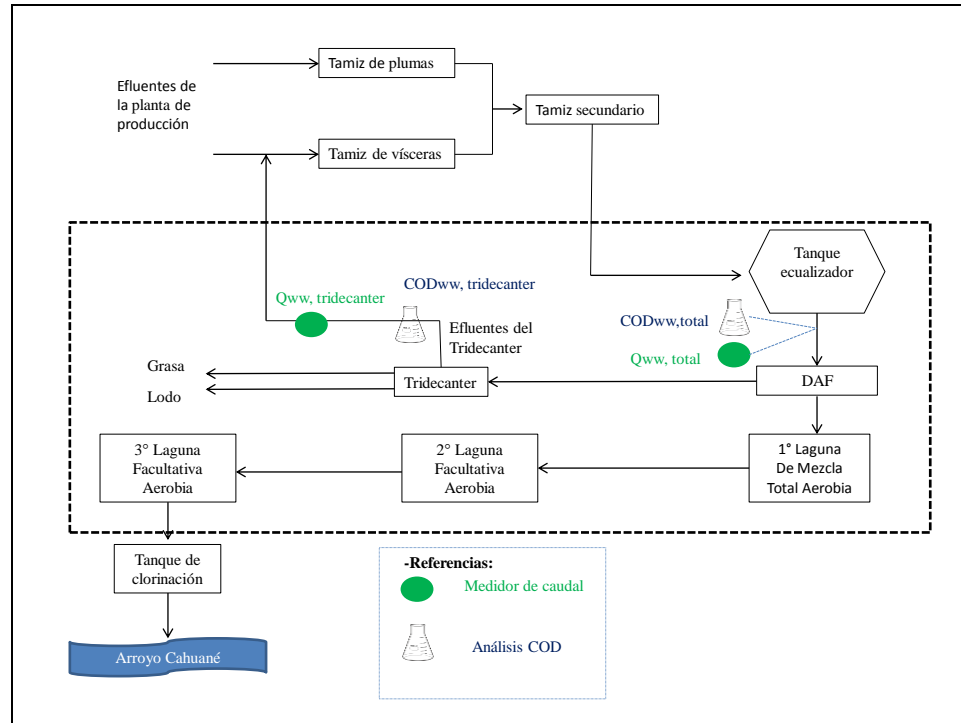 Efluentes de
la planta de
producción
Tamiz de plumas
Tamiz secundario
Tamiz de vísceras
Tanque
ecualizador
CODww, tridecanter
Qww, tridecanter
CODww,total
Efluentes del
Tridecanter
Qww, total
Grasa
Lodo
Tridecanter
DAF
3° Laguna
Facultativa
Aerobia
2° Laguna
Facultativa
Aerobia
1° Laguna
De Mezcla
Total Aerobia
Tanque de
clorinación
Arroyo Cahuané
-Referencias:
Medidor de caudal
Análisis COD